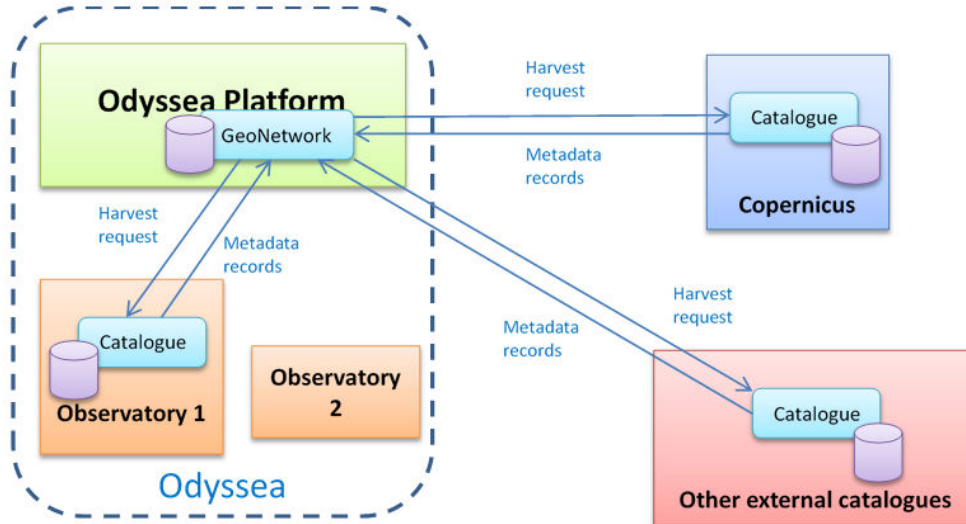 Odyssea Platform
GeoNetwork
Harvest
request
Metadata
records
Catalogue
Copernicus
Harvest
request
Metadata
records
Catalogue
Observatory 1
Observatory
2
Odyssea
Harvest
request
Metadata
records
Catalogue
Other external catalogues